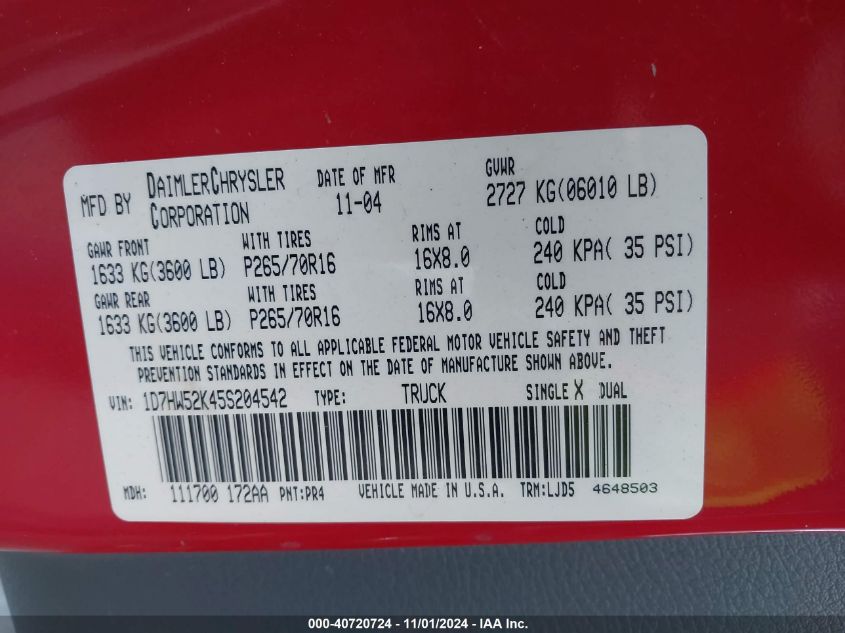 MFD BY DAIMLERCHRYSLER CORPORATION DATE OF MFR 11-04 GVWR 2727 KG(06010 LB)
GAWR FRONT WITH TIRES RIMS AT COLD
1633 KG(3600 LB) P265/70R16 16X8.0 240 KPA( 35 PSI)
GAWR REAR WITH TIRES RIMS AT COLD
1633 KG(3600 LB) P265/70R16 16X8.0 240 KPA( 35 PSI)
THIS VEHICLE CONFORMS TO ALL APPLICABLE FEDERAL MOTOR VEHICLE SAFETY AND THEFT
PREVENTION STANDARDS IN EFFECT ON THE DATE OF MANUFACTURE SHOWN ABOVE.
VIN: 1D7HW52K45S204542 TYPE: TRUCK SINGLE X DUAL
MDH: 111700 172AA PNT:PR4 VEHICLE MADE IN U.S.A. TRM:LJD5 4648503
000-40720724 - 11/01/2024 - IAA Inc.